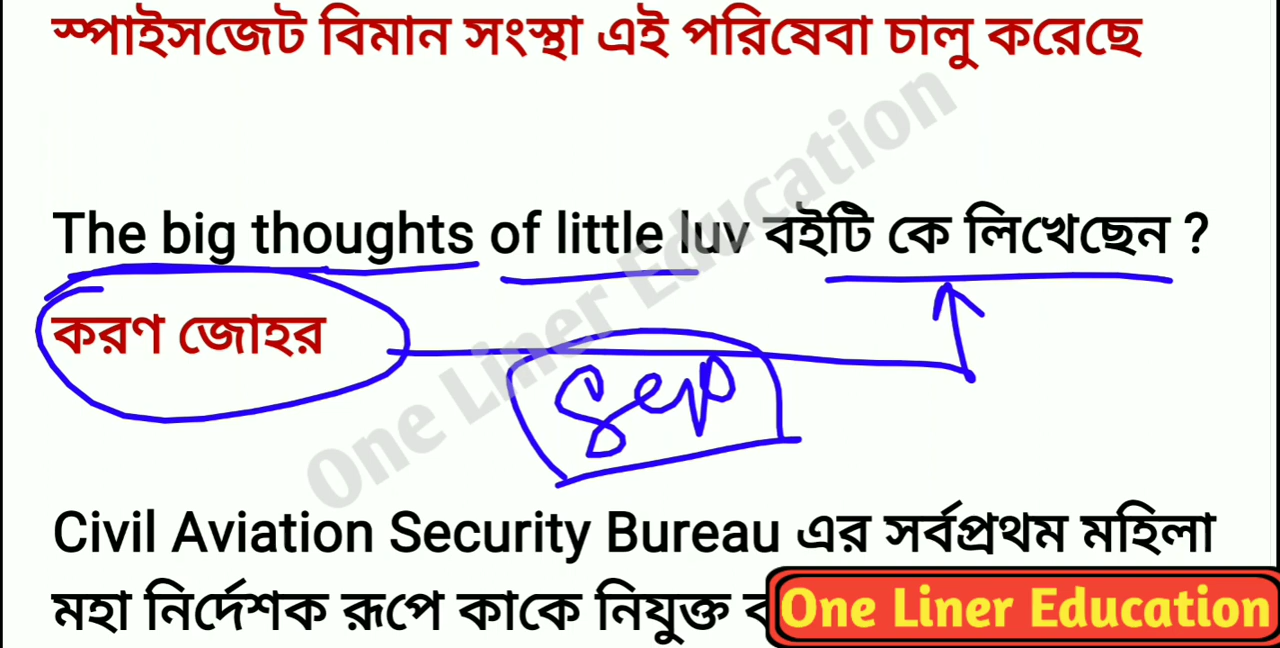 স্পাইসজেট বিমান সংস্থা এই পরিষেবা চালু করেছে
The big thoughts of little luv বইটি কে লিখেছেন ?
করণ জোহর
Sep
One Liner Education
Civil Aviation Security Bureau এর সর্বপ্রথম মহিলা
মহা নির্দেশক রূপে কাকে নিযুক্ত
One Liner Education